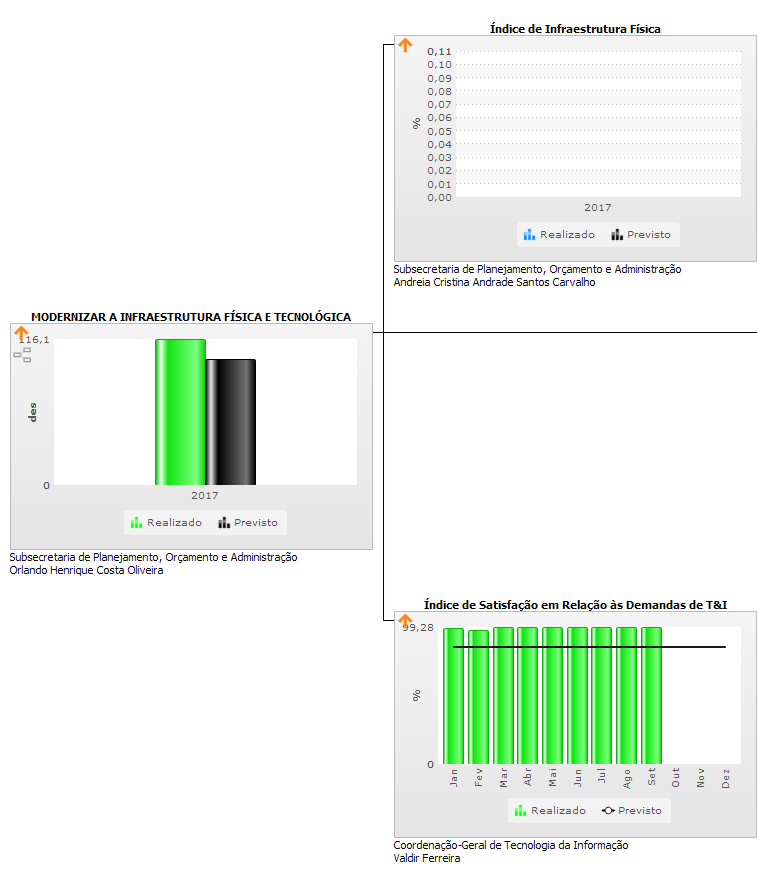 Índice de Infraestrutura Física
0,11
0,10
0,09
0,08
0,07
0,06
0,05
0,04
0,03
0,02
0,01
0,00
%
2017
Realizado Previsto
Subsecretaria de Planejamento, Orçamento e Administração
Andreia Cristina Andrade Santos Carvalho
MODERNIZAR A INFRAESTRUTURA FÍSICA E TECNOLÓGICA
116,1
des
0
2017
Realizado Previsto
Subsecretaria de Planejamento, Orçamento e Administração
Orlando Henrique Costa Oliveira
Índice de Satisfação em Relação às Demandas de T&I
99,28
%
0
Jan Fev Mar Abr Mai Jun Jul Ago Set Out Nov Dez
Realizado Previsto
Coordenação-Geral de Tecnologia da Informação
Valdir Ferreira